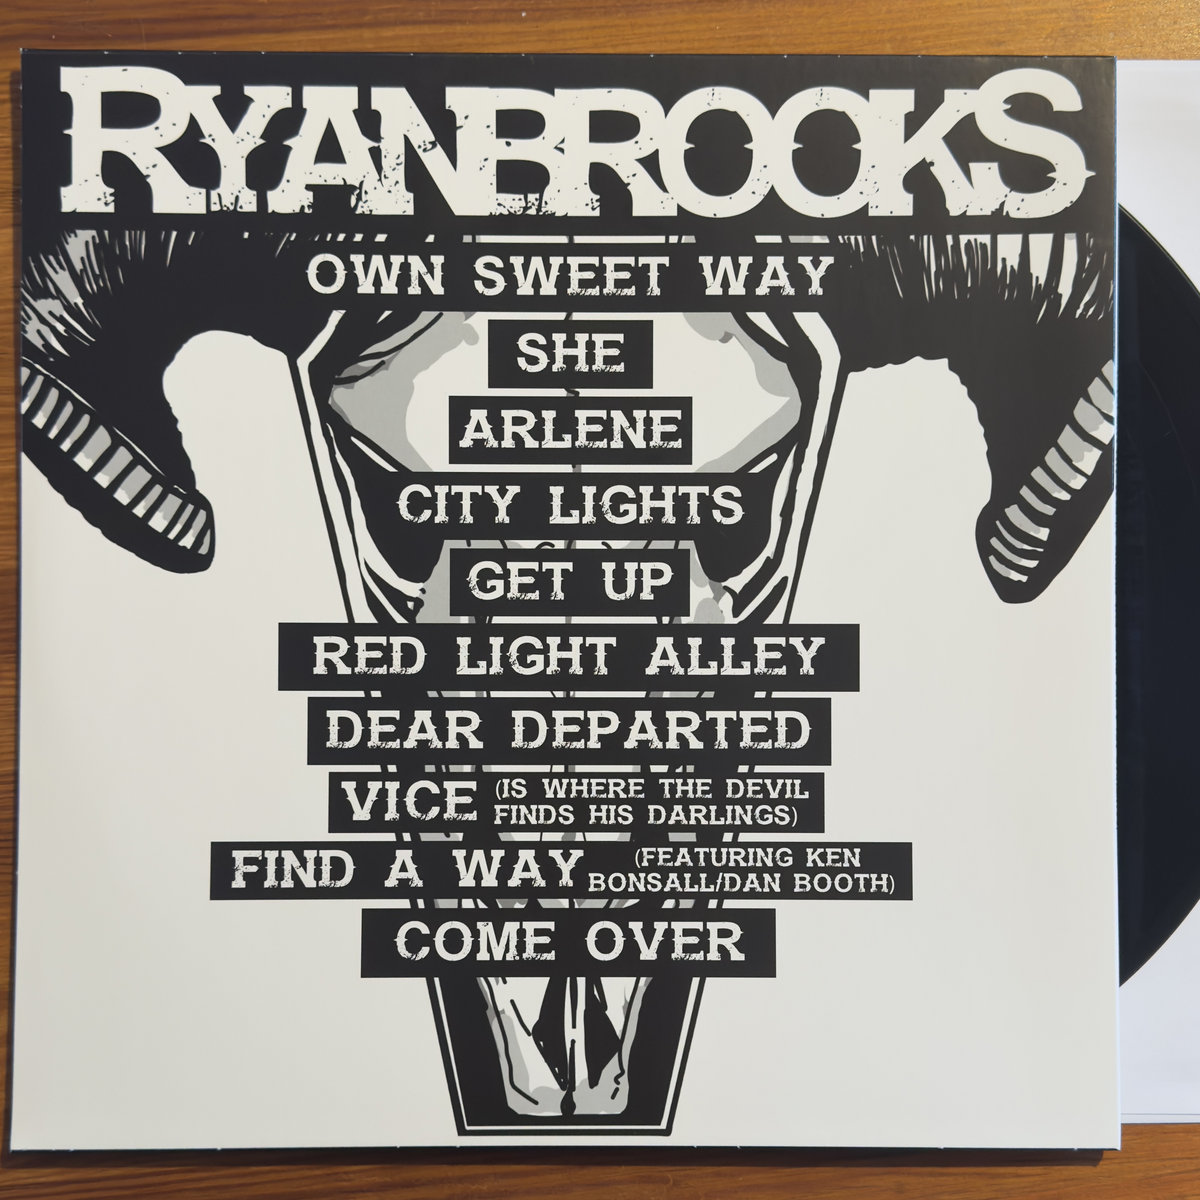 RYANBROOKS
OWN SWEET WAY
SHE
ARLENE
CITY LIGHTS
GET UP
RED LIGHT ALLEY
DEAR DEPARTED
VICE (IS WHERE THE DEVIL
FINDS HIS DARLINGS)
FIND A WAY (FEATURING KEN
BONSALL/DAN BOOTH)
COME OVER